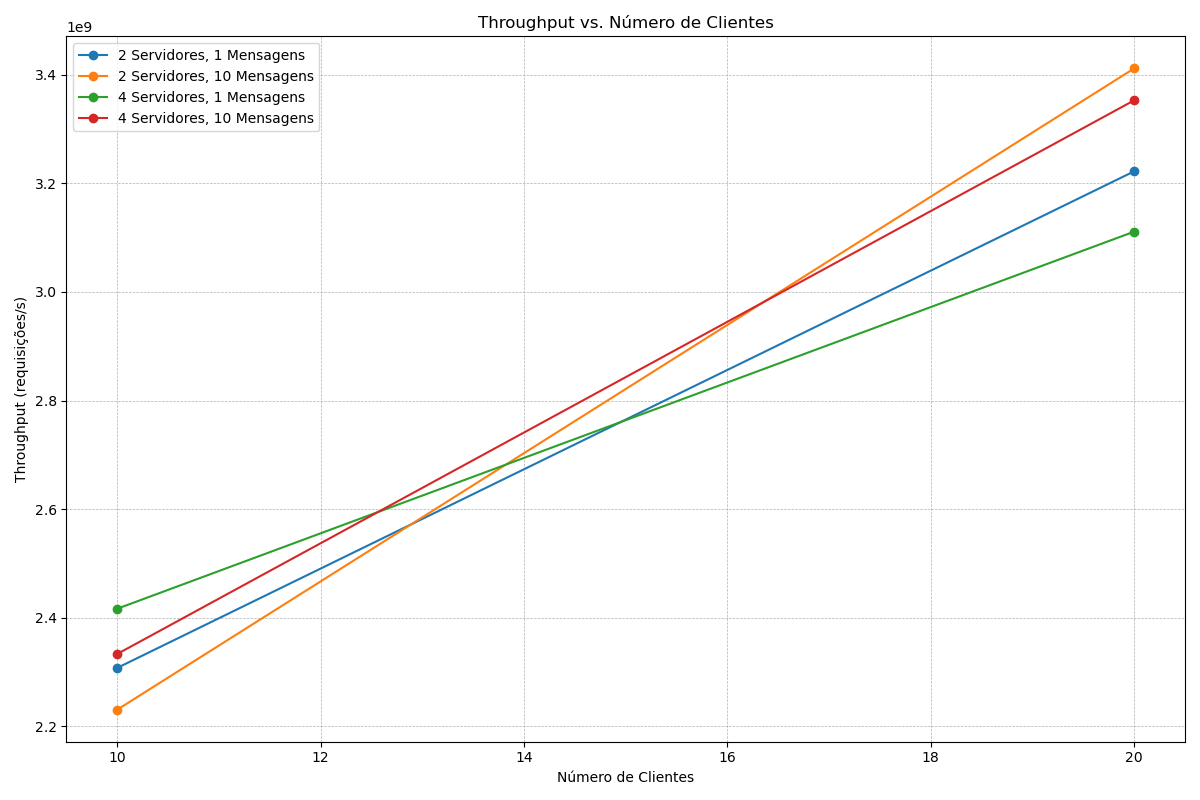 Throughput vs. Número de Clientes
1e9
2 Servidores, 1 Mensagens
2 Servidores, 10 Mensagens
4 Servidores, 1 Mensagens
4 Servidores, 10 Mensagens
Throughput (requisições/s)
3.4
3.2
3.0
2.8
2.6
2.4
2.2
10 12 14 16 18 20
Número de Clientes